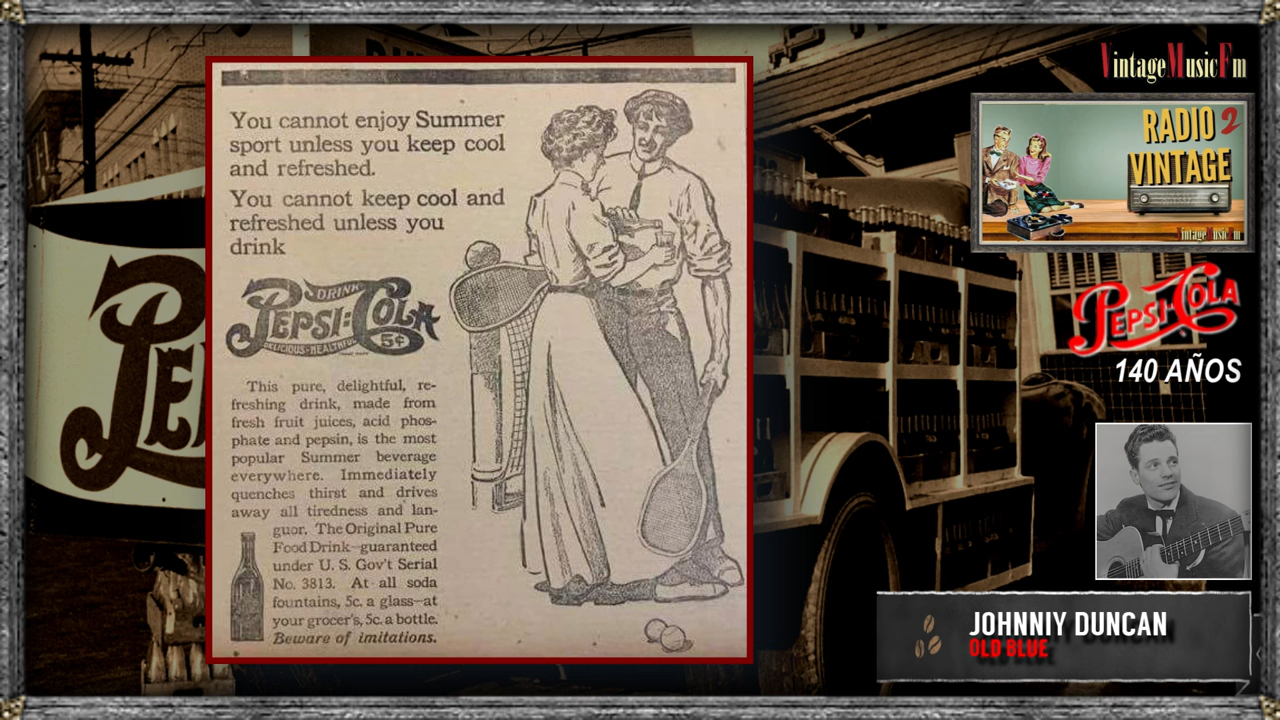 You cannot enjoy Summer
sport unless you keep cool
and refreshed.
You cannot keep cool and
refreshed unless you
drink
DRINK
PEPSI:COLA
DELICIOUS-HEALTHFUL
5¢
This pure, delightful, re-
freshing drink, made from
fresh fruit juices, acid phos-
phate and pepsin, is the most
popular Summer beverage
everywhere. Immediately
quenches thirst and drives
away all tiredness and lan-
guor. The Original Pure
Food Drink—guaranteed
under U. S. Gov't Serial
No. 3813. At all soda
fountains, 5c. a glass—at
your grocer's, 5c. a bottle.
Beware of imitations.
VintageMusicFm
RADIO 2
VINTAGE
VintageMusicFm
PEPSI:COLA
140 AÑOS
JOHNNIY DUNCAN
OLD BLUE